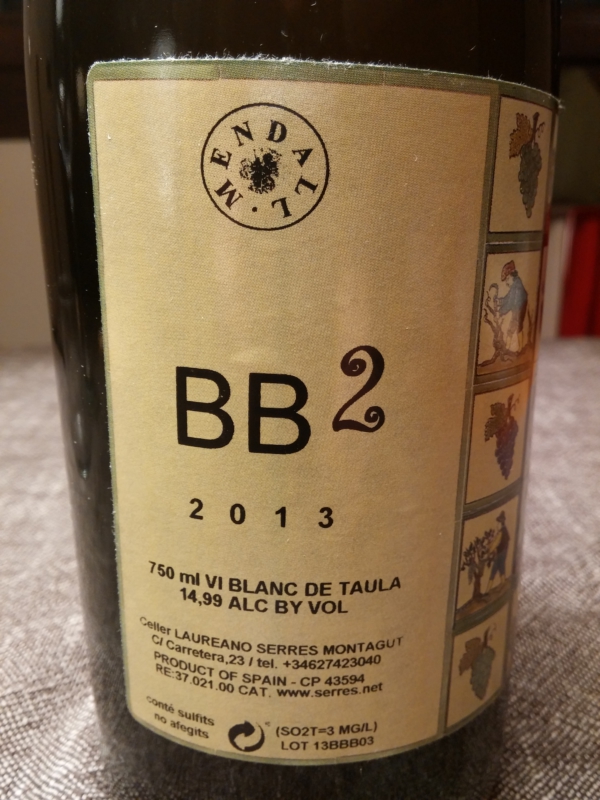 MENDALL
BB2
2013
750 ml VI BLANC DE TAULA
14,99 ALC BY VOL
Celler LAUREANO SERRES MONTAGUT
C/ Carretera,23 / tel. +34627423040
PRODUCT OF SPAIN - CP 43594
RE:37.021.00 CAT. www.serres.net
conté sulfits
no afegits
(SO2T=3 MG/L)
LOT 13BBB03